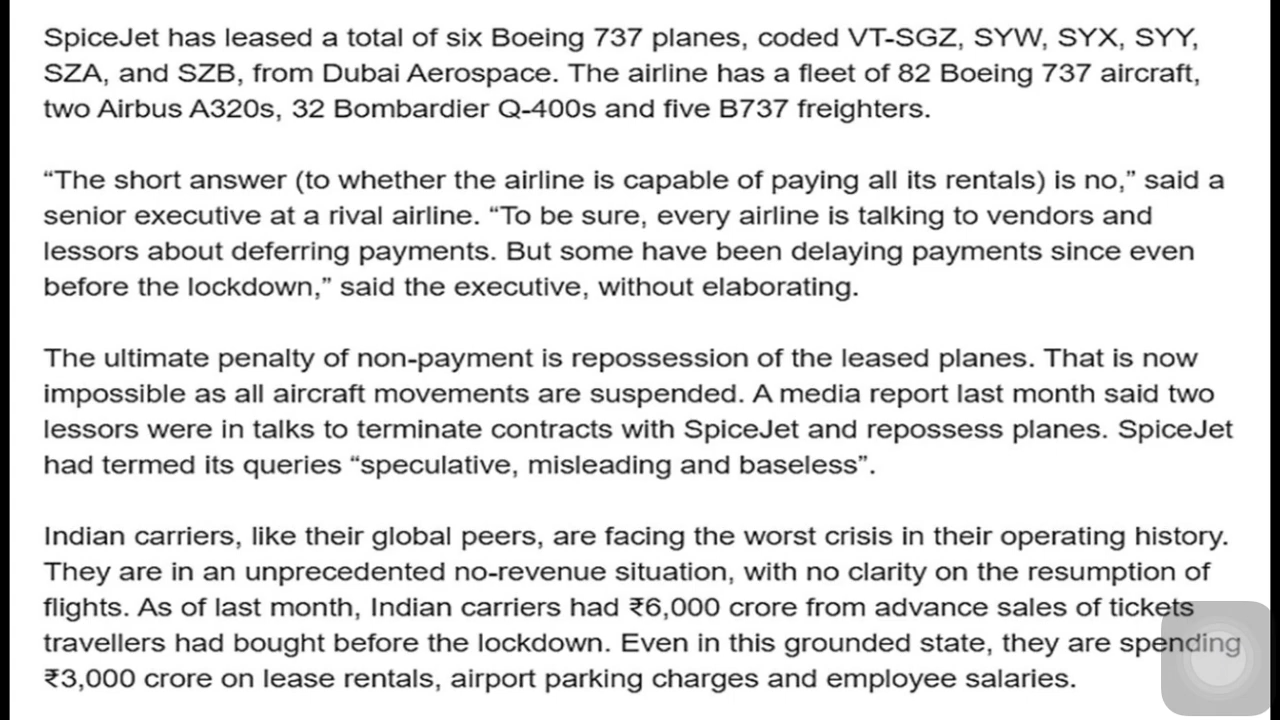 SpiceJet has leased a total of six Boeing 737 planes, coded VT-SGZ, SYW, SYX, SYY,
SZA, and SZB, from Dubai Aerospace. The airline has a fleet of 82 Boeing 737 aircraft,
two Airbus A320s, 32 Bombardier Q-400s and five B737 freighters.
“The short answer (to whether the airline is capable of paying all its rentals) is no,” said a
senior executive at a rival airline. “To be sure, every airline is talking to vendors and
lessors about deferring payments. But some have been delaying payments since even
before the lockdown,” said the executive, without elaborating.
The ultimate penalty of non-payment is repossession of the leased planes. That is now
impossible as all aircraft movements are suspended. A media report last month said two
lessors were in talks to terminate contracts with SpiceJet and repossess planes. SpiceJet
had termed its queries “speculative, misleading and baseless”.
Indian carriers, like their global peers, are facing the worst crisis in their operating history.
They are in an unprecedented no-revenue situation, with no clarity on the resumption of
flights. As of last month, Indian carriers had ₹6,000 crore from advance sales of tickets
travellers had bought before the lockdown. Even in this grounded state, they are spending
₹3,000 crore on lease rentals, airport parking charges and employee salaries.